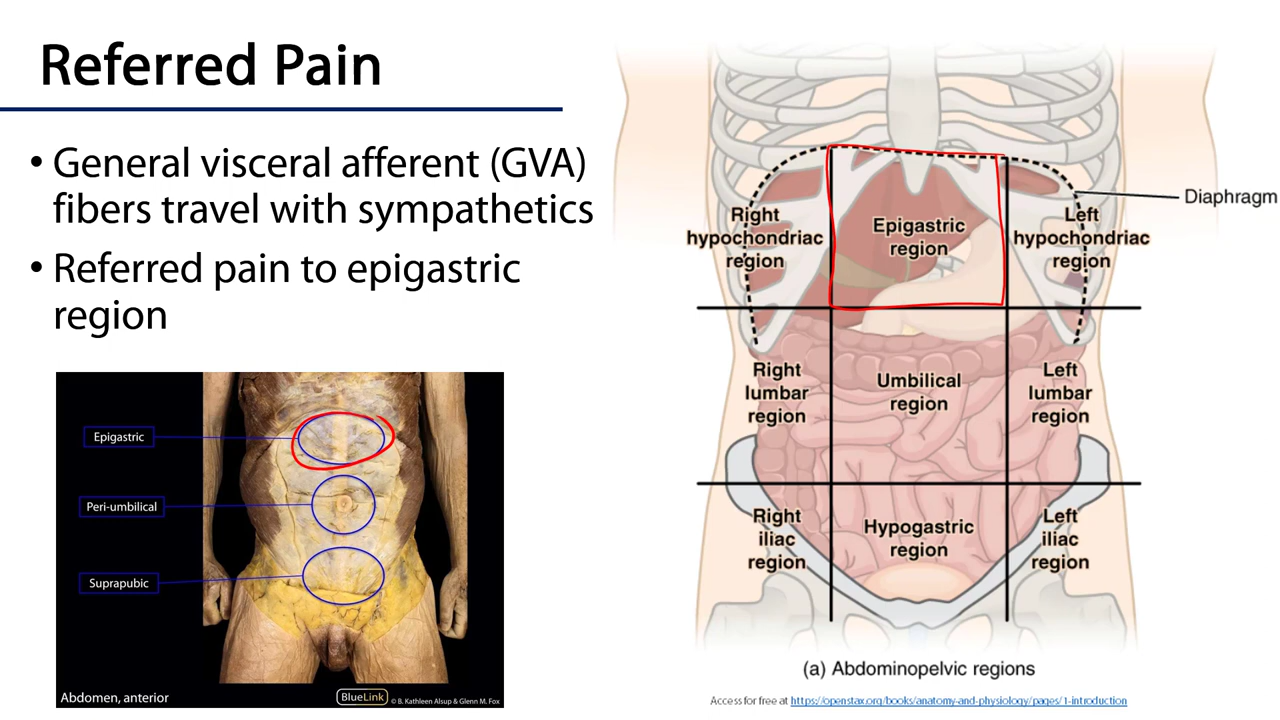 Referred Pain
• General visceral afferent (GVA)
fibers travel with sympathetics
• Referred pain to epigastric
region
Epigastric
Peri-umbilical
Suprapubic
Abdomen, anterior
BlueLink
© B. Kathleen Alsup & Glenn M. Fox
Diaphragm
Right
hypochondriac
region
Epigastric
region
Left
hypochondriac
region
Right
lumbar
region
Umbilical
region
Left
lumbar
region
Right
iliac
region
Hypogastric
region
Left
iliac
region
(a) Abdominopelvic regions
Access for free at https://openstax.org/books/anatomy-and-physiology/pages/1-introduction